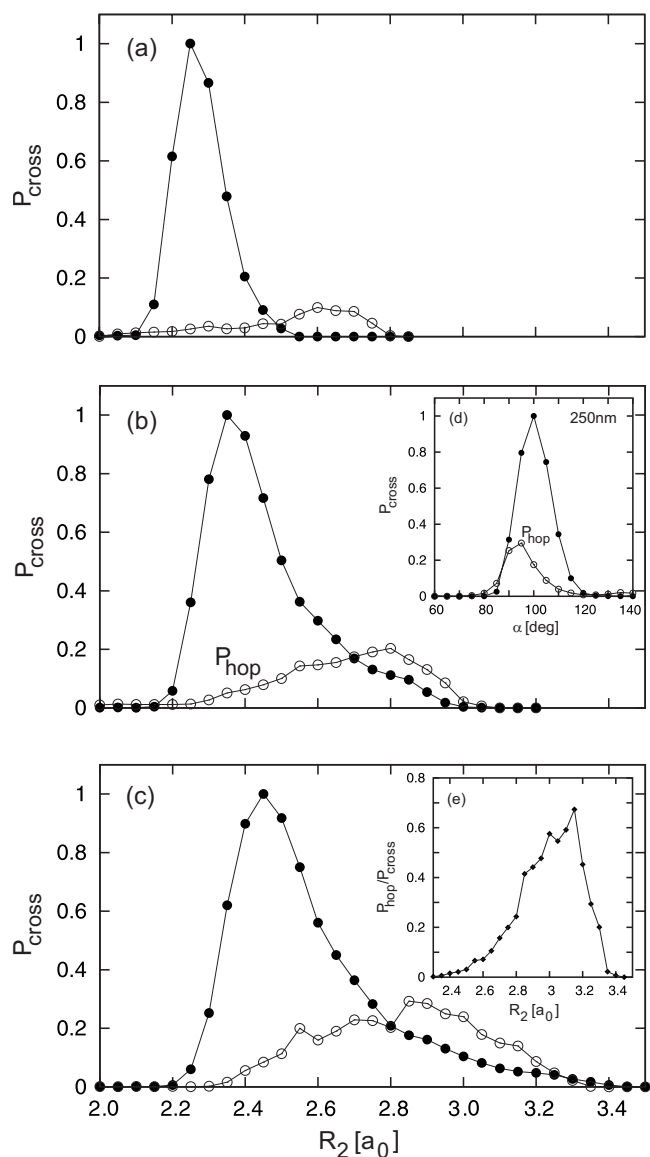 (a)
1
0.8
0.6
0.4
0.2
0
P_cross
(b)
1
0.8
0.6
0.4
0.2
0
P_cross
P_hop
(d) 250nm
1
0.8
0.6
0.4
0.2
0
P_cross
P_hop
60 80 100 120 140
α [deg]
(c)
1
0.8
0.6
0.4
0.2
0
P_cross
(e)
0.8
0.6
0.4
0.2
0
P_hop/P_cross
2.4 2.6 2.8 3 3.2 3.4
R_2 [a_0]
2.0 2.2 2.4 2.6 2.8 3.0 3.2 3.4
R_2 [a_0]